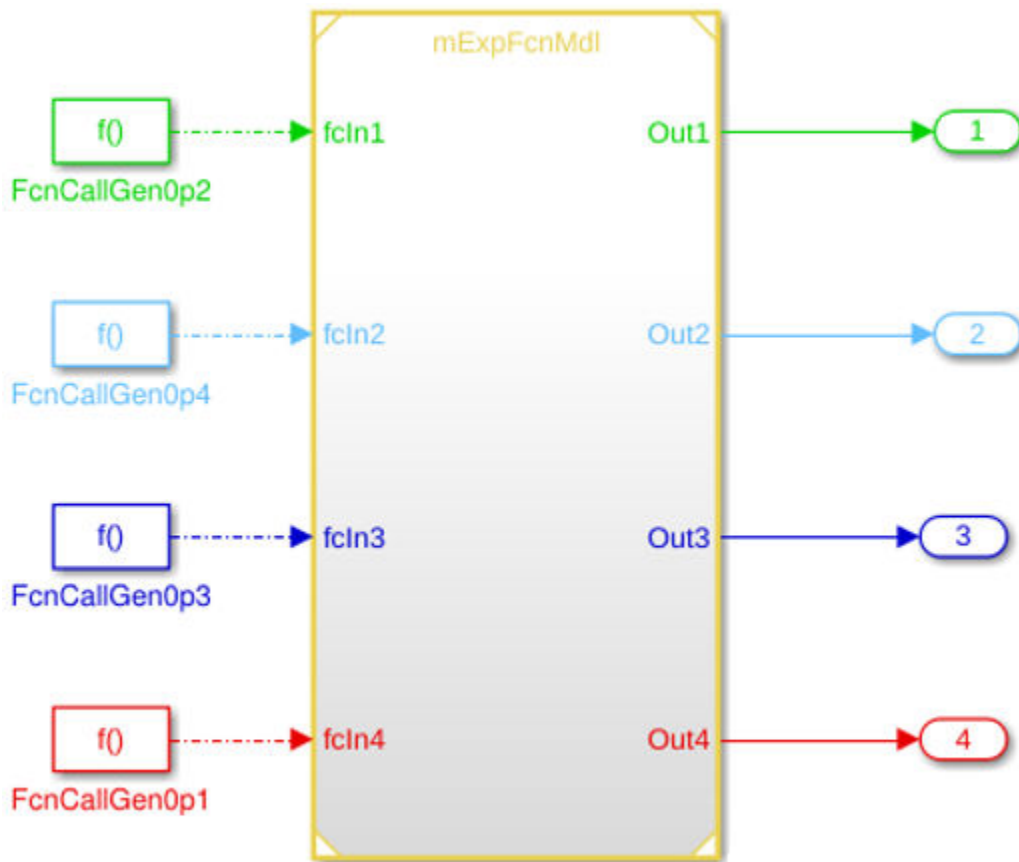 mExpFcnMdl
f()
fcIn1
Out1
1
FcnCallGen0p2
f()
fcIn2
Out2
2
FcnCallGen0p4
f()
fcIn3
Out3
3
FcnCallGen0p3
f()
fcIn4
Out4
4
FcnCallGen0p1